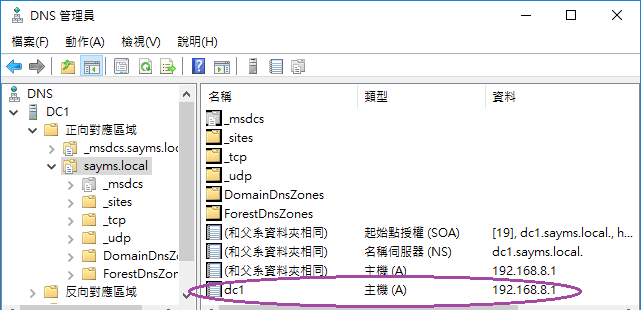 DNS 管理員
檔案(F) 動作(A) 檢視(V) 說明(H)
DNS
DC1
正向對應區域
_msdcs.sayms.loc
sayms.local
_msdcs
_sites
_tcp
_udp
DomainDnsZones
ForestDnsZones
反向對應區域
名稱 類型 資料
_msdcs
_sites
_tcp
_udp
DomainDnsZones
ForestDnsZones
(和父系資料夾相同) 起始點授權 (SOA) [19], dc1.sayms.local., h...
(和父系資料夾相同) 名稱伺服器 (NS) dc1.sayms.local.
(和父系資料夾相同) 主機 (A) 192.168.8.1
dc1 主機 (A) 192.168.8.1